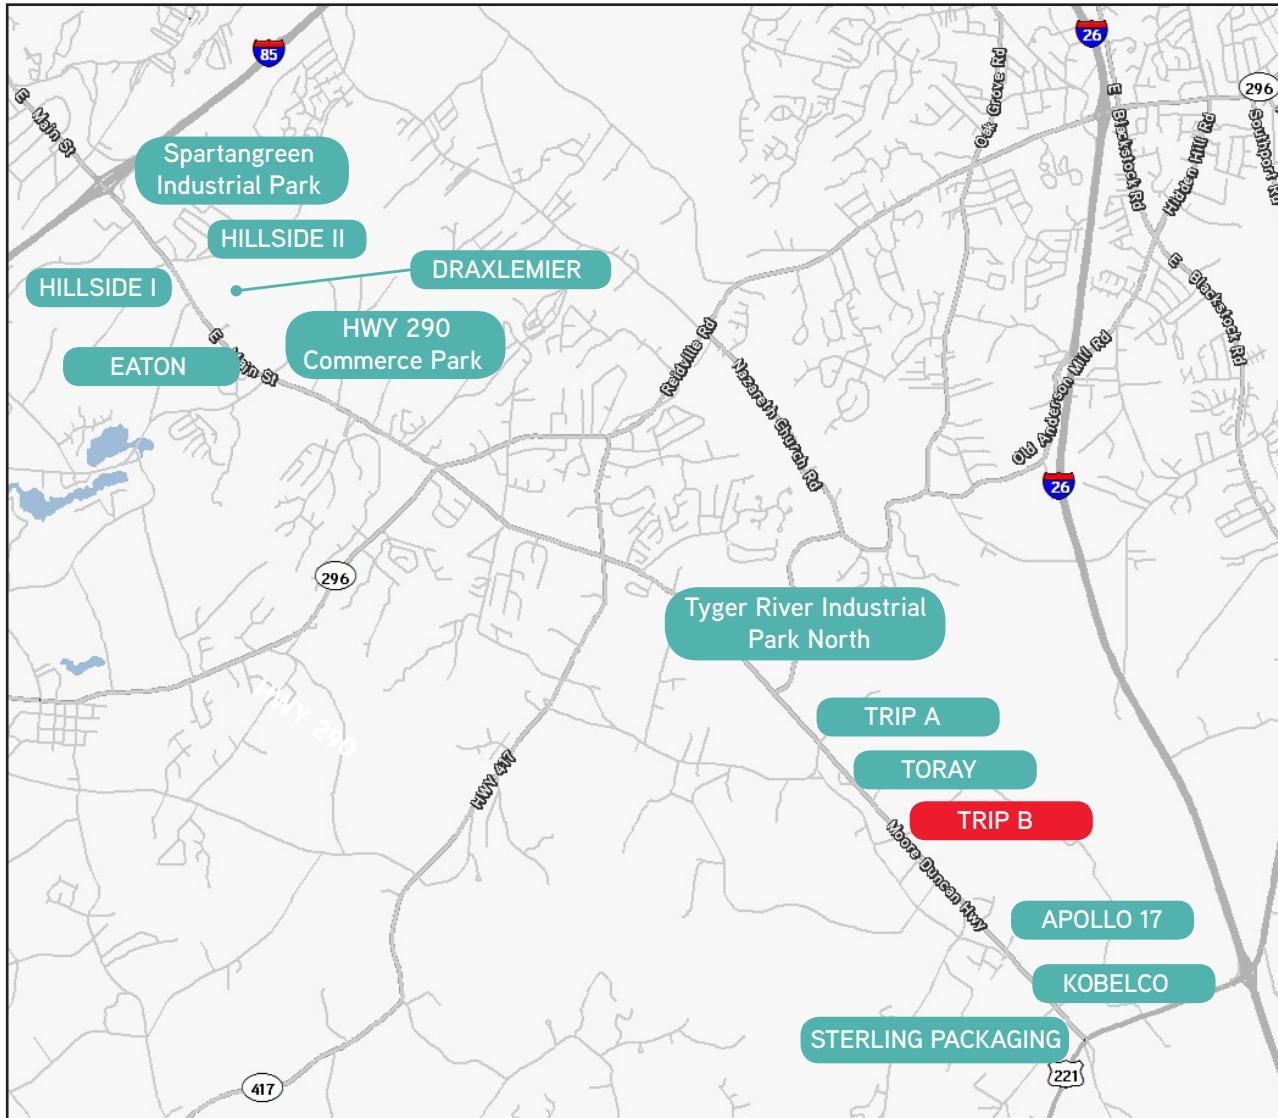 85
26
296
E Main St
Oak Grove Rd
E Blackstock Rd
Hidden Hill Rd
Southport Rd
Spartangreen
Industrial Park
HILLSIDE II
DRAXLEMIER
HILLSIDE I
E Blackstock Rd
HWY 290
Commerce Park
E Main St
EATON
Reidville Rd
Nazareth Church Rd
Old Anderson Mill Rd
26
296
Tyger River Industrial
Park North
HWY 290
TRIP A
HWY 417
TORAY
TRIP B
Moore Duncan Hwy
APOLLO 17
KOBELCO
STERLING PACKAGING
221
417